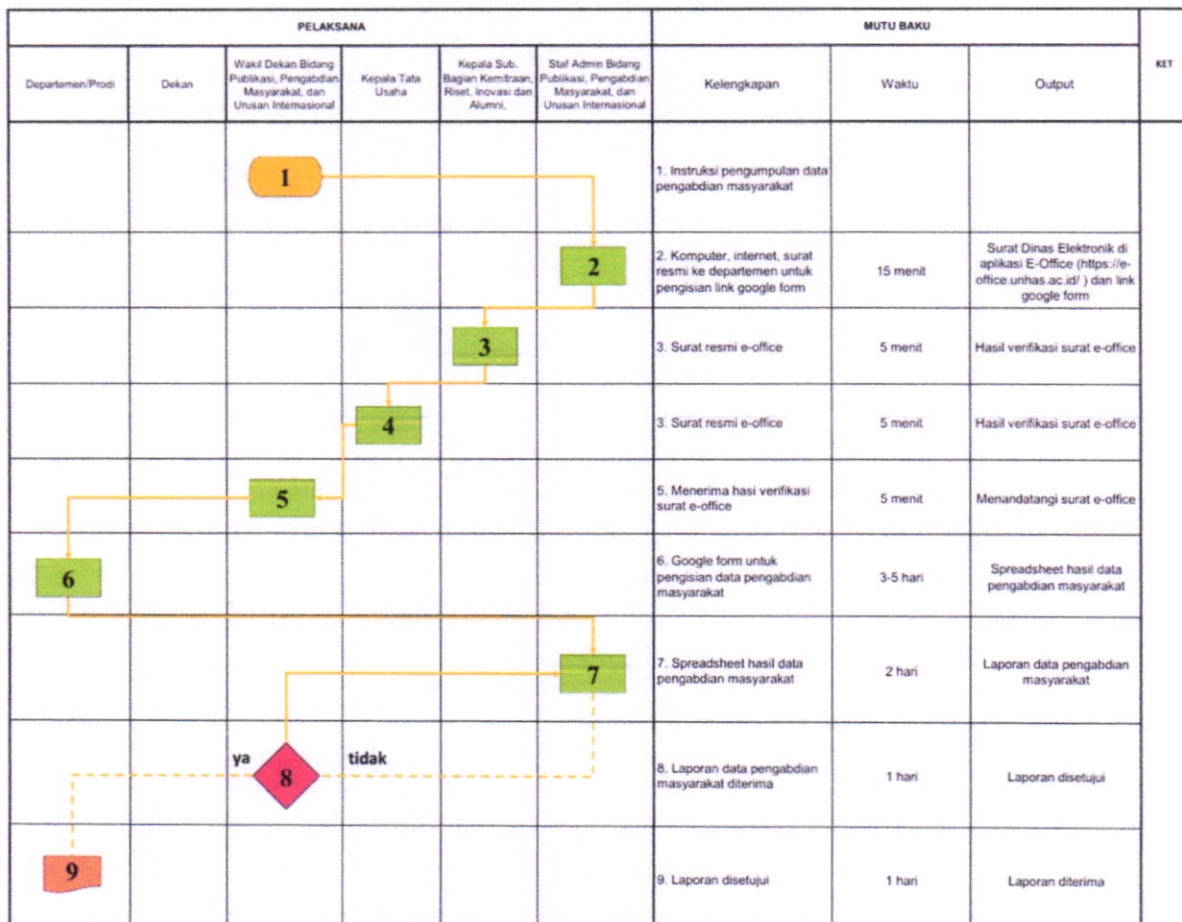 PELAKSANA
MUTU BAKU
KET
Departemen/Prodi
Dekan
Wakil Dekan Bidang
Publikasi, Pengabdian
Masyarakat, dan
Urusan Internasional
Kepala Tata
Usaha
Kepala Sub.
Bagian Kemitraan,
Riset, Inovasi dan
Alumni,
Staf Admin Bidang
Publikasi, Pengabdian
Masyarakat, dan
Urusan Internasional
Kelengkapan
Waktu
Output
1
1. Instruksi pengumpulan data
pengabdian masyarakat
2
2. Komputer, internet, surat
resmi ke departemen untuk
pengisian link google form
15 menit
Surat Dinas Elektronik di
aplikasi E-Office (https://e-
office.unhas.ac.id/ ) dan link
google form
3
3. Surat resmi e-office
5 menit
Hasil verifikasi surat e-office
4
3. Surat resmi e-office
5 menit
Hasil verifikasi surat e-office
5
5. Menerima hasi verifikasi
surat e-office
5 menit
Menandatangi surat e-office
6
6. Google form untuk
pengisian data pengabdian
masyarakat
3-5 hari
Spreadsheet hasil data
pengabdian masyarakat
7
7. Spreadsheet hasil data
pengabdian masyarakat
2 hari
Laporan data pengabdian
masyarakat
ya
8
tidak
8. Laporan data pengabdian
masyarakat diterima
1 hari
Laporan disetujui
9
9. Laporan disetujui
1 hari
Laporan diterima